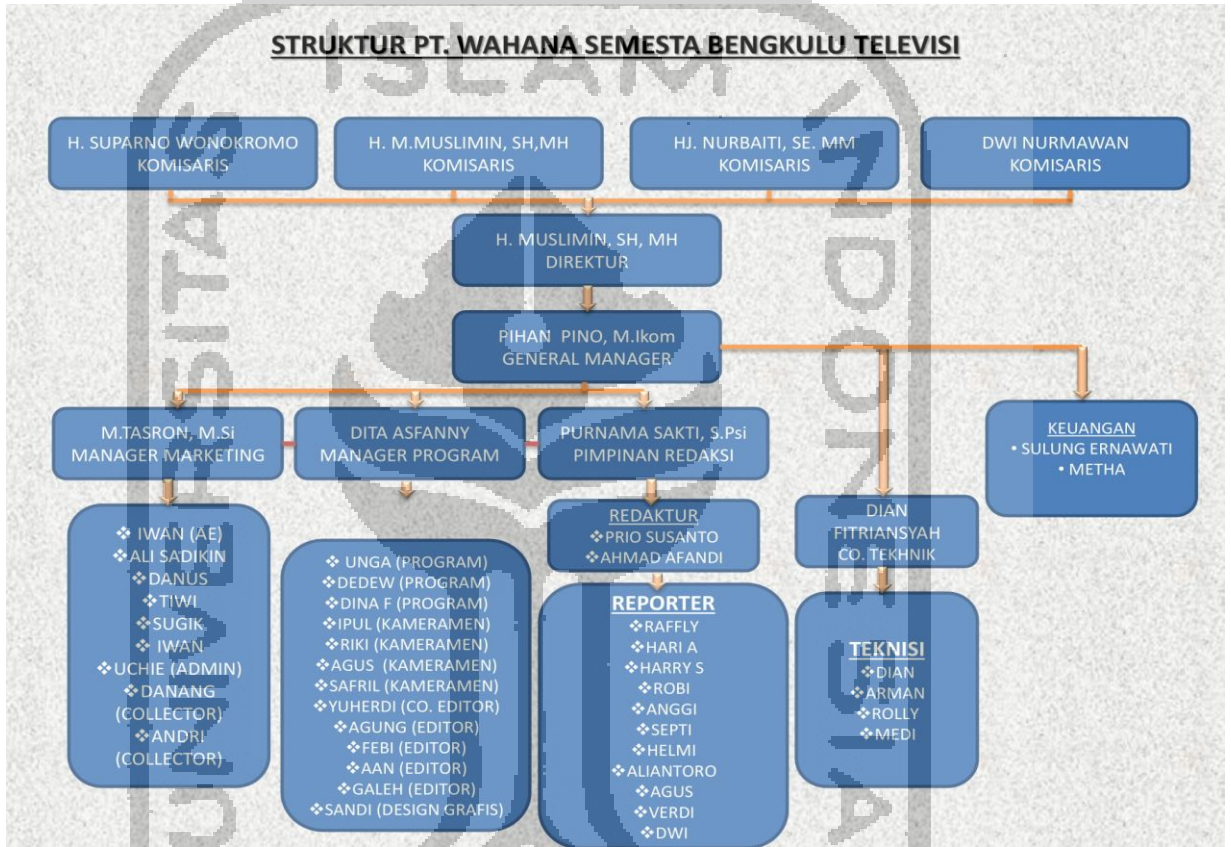 STRUKTUR PT. WAHANA SEMESTA BENGKULU TELEVISI
H. SUPARNO WONOKROMO
KOMISARIS
H. M.MUSLIMIN, SH,MH
KOMISARIS
HJ. NURBAITI, SE. MM
KOMISARIS
DWI NURMAWAN
KOMISARIS
H. MUSLIMIN, SH, MH
DIREKTUR
PIHAN PINO, M.Ikom
GENERAL MANAGER
M.TASRON, M.Si
MANAGER MARKETING
DITA ASFANNY
MANAGER PROGRAM
PURNAMA SAKTI, S.Psi
PIMPINAN REDAKSI
KEUANGAN
• SULUNG ERNAWATI
• METHA
❖ IWAN (AE)
❖ALI SADIKIN
❖DANUS
❖TIWI
❖SUGIK
❖ IWAN
❖UCHIE (ADMIN)
❖DANANG
(COLLECTOR)
❖ANDRI
(COLLECTOR)
❖ UNGA (PROGRAM)
❖DEDEW (PROGRAM)
❖DINA F (PROGRAM)
❖IPUL (KAMERAMEN)
❖RIKI (KAMERAMEN)
❖AGUS (KAMERAMEN)
❖SAFRIL (KAMERAMEN)
❖YUHERDI (CO. EDITOR)
❖AGUNG (EDITOR)
❖FEBI (EDITOR)
❖AAN (EDITOR)
❖GALEH (EDITOR)
❖SANDI (DESIGN GRAFIS)
REDAKTUR
❖PRIO SUSANTO
❖AHMAD AFANDI
REPORTER
❖RAFFLY
❖HARI A
❖HARRY S
❖ROBI
❖ANGGI
❖SEPTI
❖HELMI
❖ALIANTORO
❖AGUS
❖VERDI
❖DWI
DIAN
FITRIANSYAH
CO. TEKHNIK
TEKNISI
❖DIAN
❖ARMAN
❖ROLLY
❖MEDI
UNIVERSITAS
ISLAM
INDONESIA